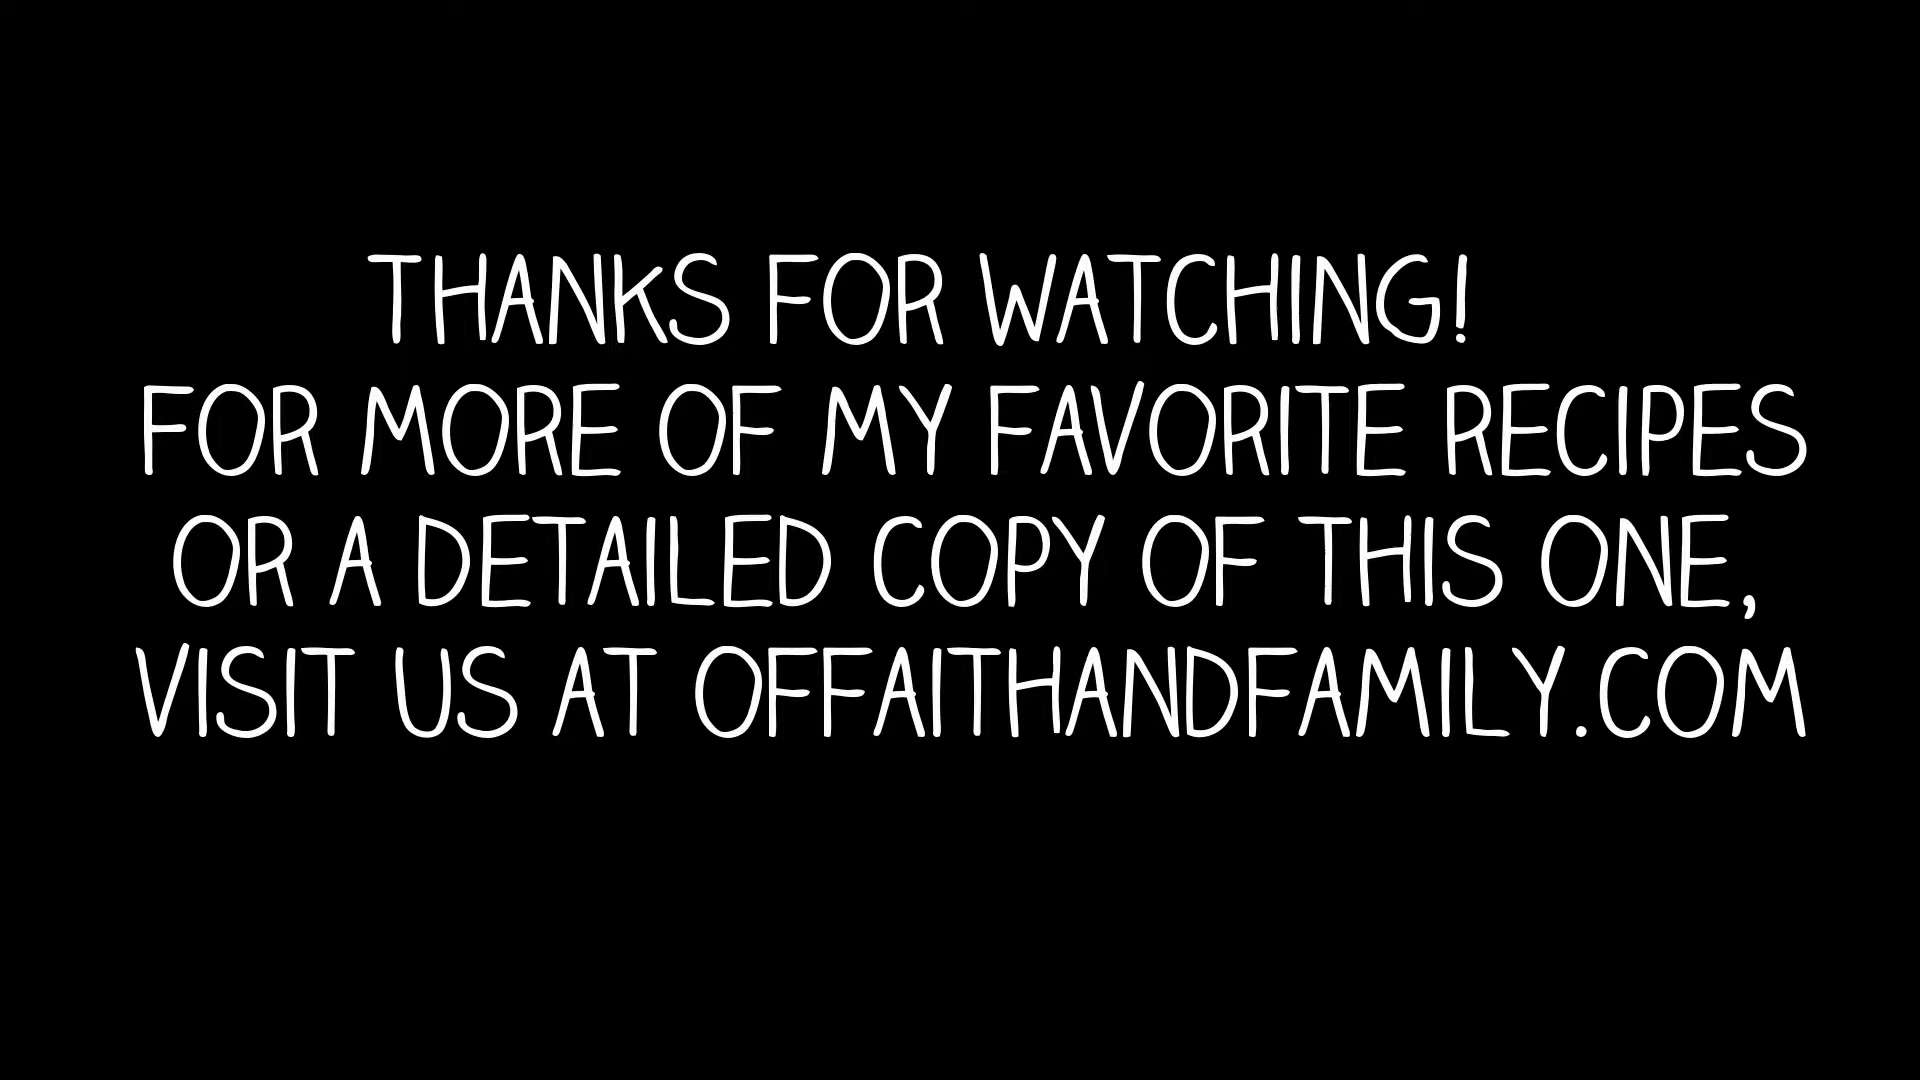 THANKS FOR WATCHING!
FOR MORE OF MY FAVORITE RECIPES
OR A DETAILED COPY OF THIS ONE,
VISIT US AT OFFAITHANDFAMILY.COM